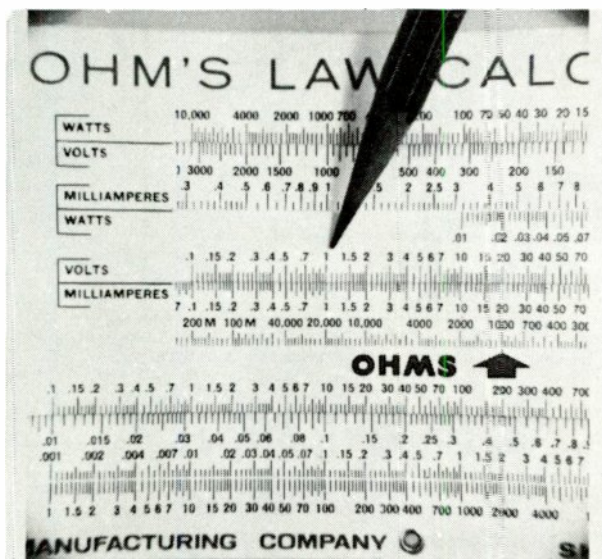 OHM'S LAW CALC
10,000 4000 2000 1000 700 200 100 70 50 40 30 20 15
WATTS
VOLTS
3000 2000 1500 1000 500 400 300 200 150
.3 .4 .5 .6 .7 .8 .9 1 .5 2 2.5 3 4 5 6 7 8
MILLIAMPERES
WATTS
.01 .02 .03 .04 .05 .07
.1 .15 .2 .3 .4 .5 .7 1 1.5 2 3 4 5 6 7 10 15 20 30 40 50 70
VOLTS
MILLIAMPERES
7 .1 .15 .2 .3 .4 .5 .7 1 1.5 2 3 4 5 6 7 10 15 20 30 40 50 70
200 M 100 M 40,000 20,000 10,000 4000 2000 1000 700 400 300
OHMS
.1 .15 .2 .3 .4 .5 .7 1 1.5 2 3 4 5 6 7 10 15 20 30 40 50 70 100 200 300 400 700
.01 .015 .02 .03 .04 .05 .06 .08 .1 .15 .2 .25 .3 .4 .5 .6 .7 .8
.001 .002 .004 .007 .01 .02 .03 .04 .05 .07 .1 .15 .2 .3 .4 .5 .7 1 1.5 2 3 4 5 6 7
1 1.5 2 3 4 5 6 7 10 15 20 30 40 50 70 100 200 300 400 700 1000 2000 4000
MANUFACTURING COMPANY